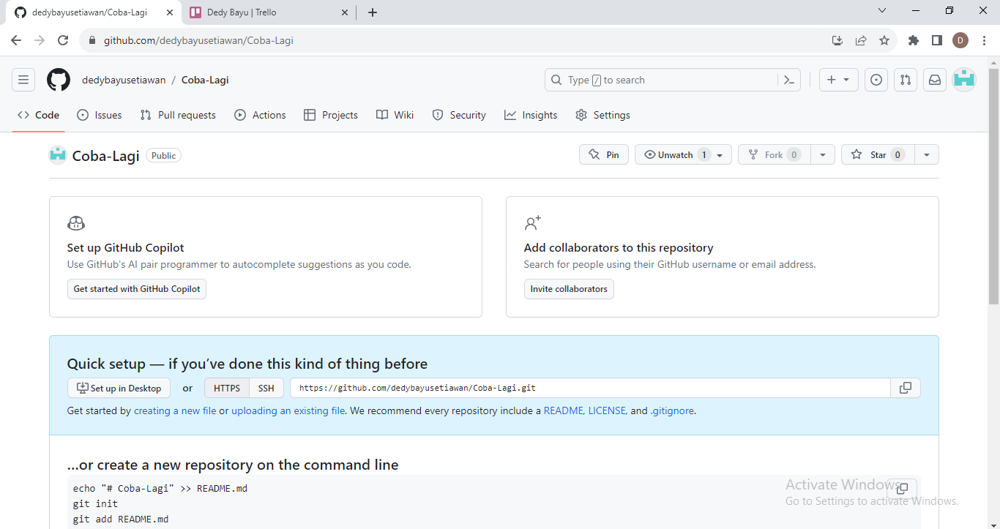 dedybayusetiawan/Coba-Lagi
Dedy Bayu | Trello
github.com/dedybayusetiawan/Coba-Lagi
D
dedybayusetiawan / Coba-Lagi
Type / to search
Code
Issues
Pull requests
Actions
Projects
Wiki
Security
Insights
Settings
Coba-Lagi Public
Pin
Unwatch 1
Fork 0
Star 0
Set up GitHub Copilot
Use GitHub's AI pair programmer to autocomplete suggestions as you code.
Get started with GitHub Copilot
Add collaborators to this repository
Search for people using their GitHub username or email address.
Invite collaborators
Quick setup — if you’ve done this kind of thing before
Set up in Desktop or HTTPS SSH https://github.com/dedybayusetiawan/Coba-Lagi.git
Get started by creating a new file or uploading an existing file. We recommend every repository include a README, LICENSE, and .gitignore.
…or create a new repository on the command line
echo "# Coba-Lagi" >> README.md
git init
git add README.md
Activate Windows
Go to Settings to activate Windows.